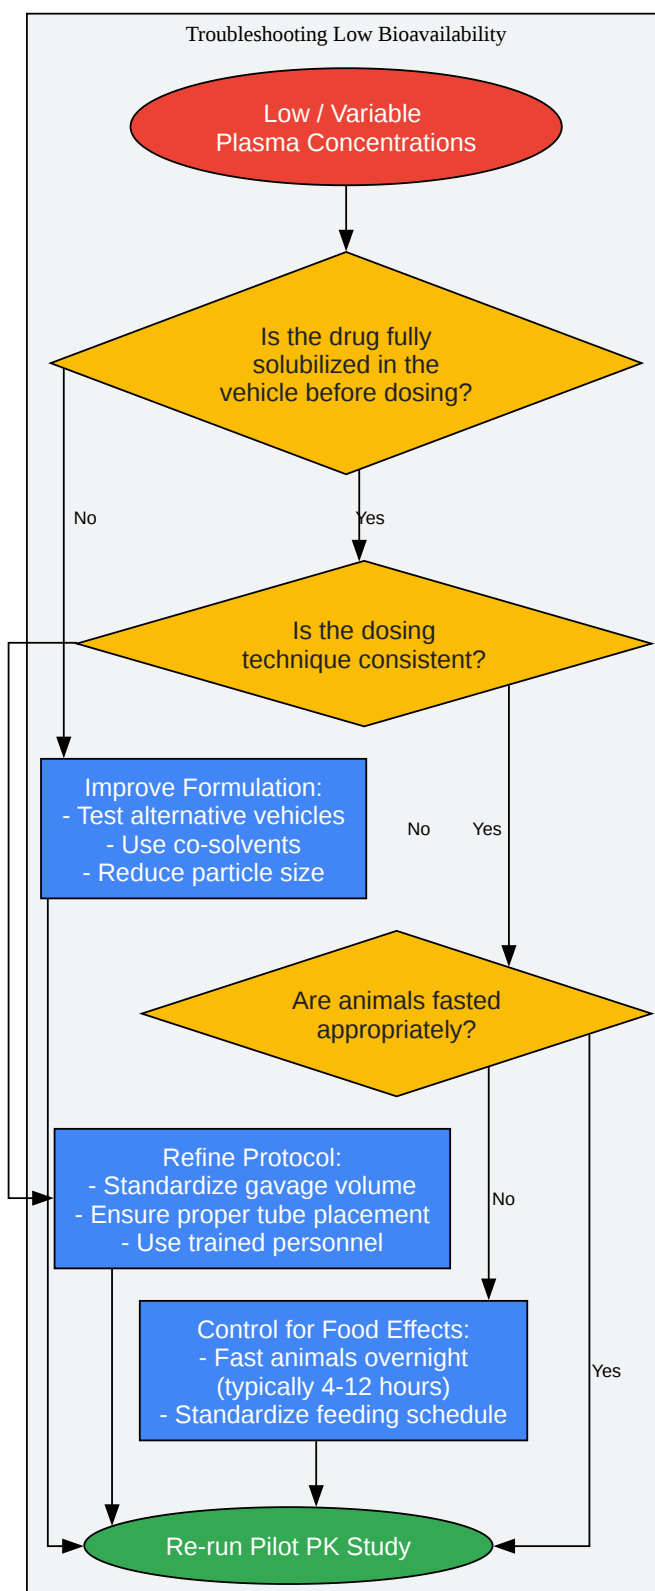 Troubleshooting Low Bioavailability
Low / Variable
Plasma Concentrations
Is the drug fully
solubilized in the
vehicle before dosing?
No
Yes
Is the dosing
technique consistent?
Improve Formulation:
- Test alternative vehicles
- Use co-solvents
- Reduce particle size
No
Yes
Are animals fasted
appropriately?
Refine Protocol:
- Standardize gavage volume
- Ensure proper tube placement
- Use trained personnel
No
Control for Food Effects:
- Fast animals overnight
(typically 4-12 hours)
- Standardize feeding schedule
Yes
Re-run Pilot PK Study